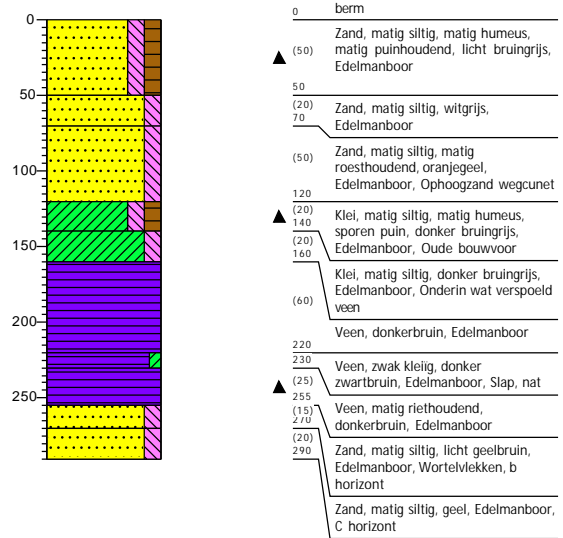 0
50
100
150
200
250
0
berm
(50)
Zand, matig siltig, matig humeus,
matig puinhoudend, licht bruingrijs,
Edelmanboor
50
(20)
Zand, matig siltig, witgrijs,
Edelmanboor
70
(50)
Zand, matig siltig, matig
roesthoudend, oranjegeel,
Edelmanboor, Ophoogzand wegcunet
120
(20)
140
Klei, matig siltig, matig humeus,
sporen puin, donker bruingrijs,
Edelmanboor, Oude bouwvoor
(20)
160
Klei, matig siltig, donker bruingrijs,
Edelmanboor, Onderin wat verspoeld
veen
(60)
Veen, donkerbruin, Edelmanboor
220
230
Veen, zwak kleiïg, donker
zwartbruin, Edelmanboor, Slap, nat
(25)
255
(15)
Veen, matig riethoudend,
donkerbruin, Edelmanboor
270
(20)
290
Zand, matig siltig, licht geelbruin,
Edelmanboor, Wortelvlekken, b
horizont
Zand, matig siltig, geel, Edelmanboor,
C horizont